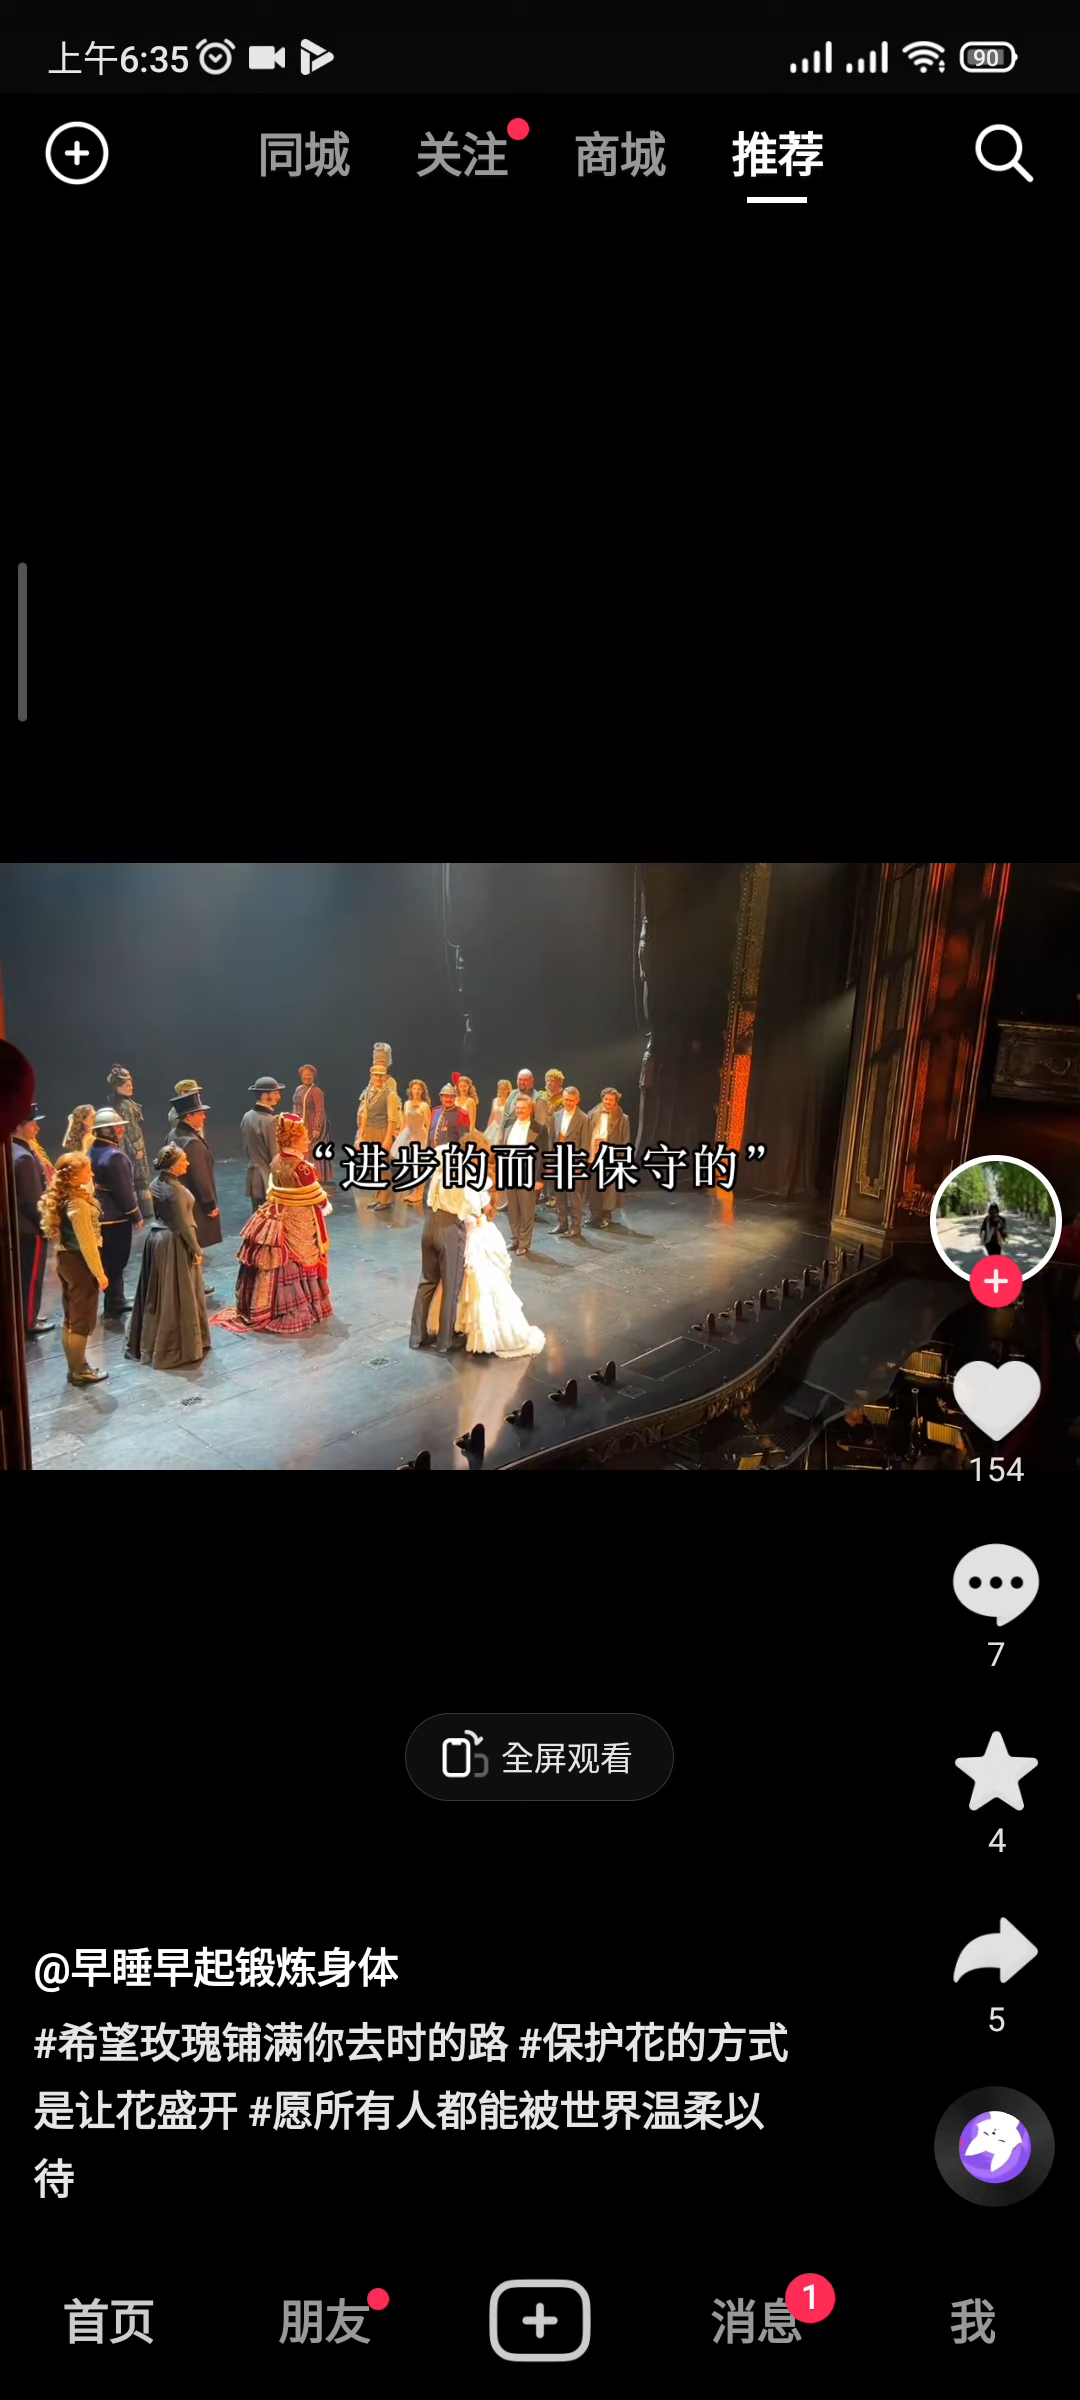 上午6:35
90
同城 关注 商城 推荐
“进步的而非保守的”
154
7
全屏观看
4
5
@早睡早起锻炼身体
#希望玫瑰铺满你去时的路 #保护花的方式
是让花盛开 #愿所有人都能被世界温柔以
待
首页 朋友 消息 1 我